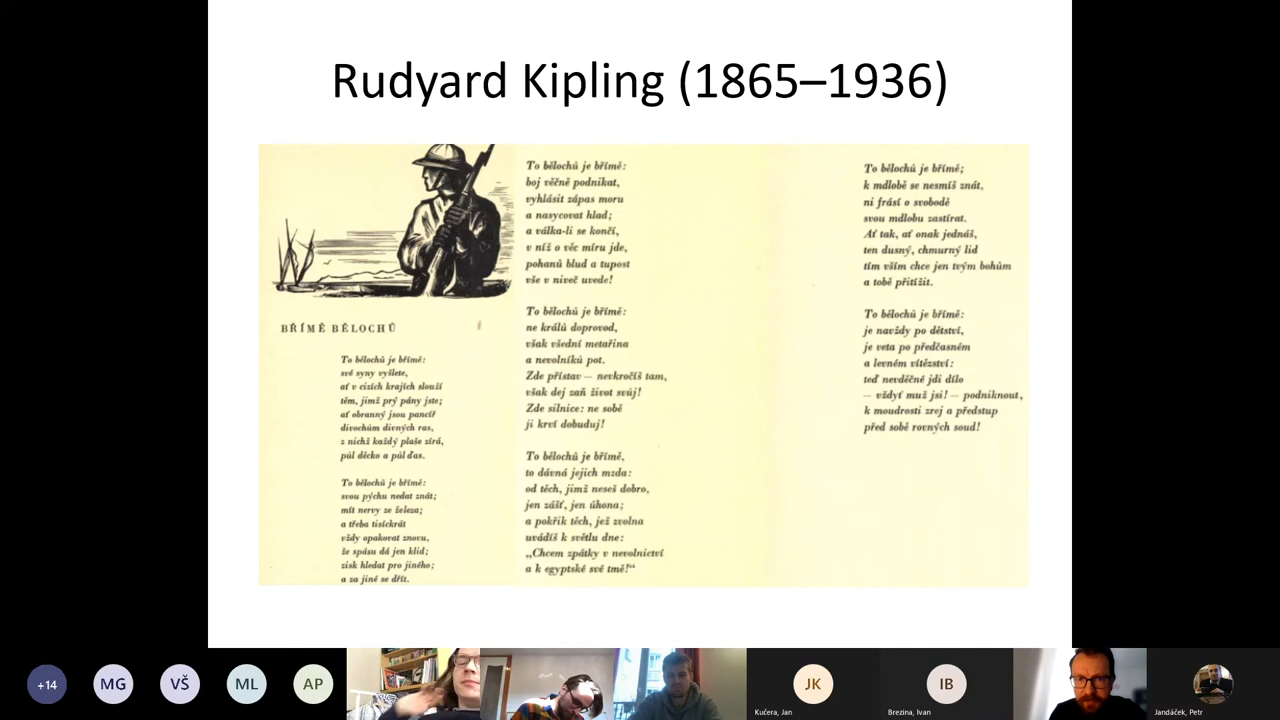 Rudyard Kipling (1865–1936)
BŘÍMĚ BĚLOCHŮ
To bělochů je břímě:
své syny vyšlete,
ať v cizích krajích slouží
těm, jimž prý pány jste;
ať obranný jsou pancíř
divochům divných ras,
z nichž každý plaše zírá,
půl děcko a půl ďas.
To bělochů je břímě:
svou pýchu nedat znát;
mít nervy ze železa;
a třeba tisíckrát
vždy opakovat znovu,
že spásu dá jen klid;
zisk hledat pro jiného;
a za jiné se dřít.
To bělochů je břímě:
boj věčně podnikat,
vyhlásit zápas moru
a nasycovat hlad;
a válka-li se končí,
v níž o věc míru jde,
pohanů blud a tupost
vše v niveč uvede!
To bělochů je břímě:
ne králů doprovod,
však všední metařina
a nevolníků pot.
Zde přístav — nevkročíš tam,
však dej zaň život svůj!
Zde silnice: ne sobě
ji krví dobuduj!
To bělochů je břímě,
to dávná jejich mzda:
od těch, jimž neseš dobro,
jen zášť, jen úhona;
a pokřik těch, jež zvolna
uvádíš k světlu dne:
„Chcem zpátky v nevolnictví
a k egyptské své tmě!“
To bělochů je břímě;
k mdlobě se nesmíš znát,
ni frásí o svobodě
svou mdlobu zastírat.
Ať tak, ať onak jednáš,
ten dusný, chmurný lid
tím vším chce jen tvým bohům
a tobě přitížit.
To bělochů je břímě:
je navždy po dětství,
je veta po předčasném
a levném vítězství:
teď nevděčné jdi dílo
— vždyť muž jsi! — podniknout,
k moudrosti zrej a předstup
před sobě rovných soud!
+14
MG
VŠ
ML
AP
JK
Kučera, Jan
IB
Brezina, Ivan
Jandáček, Petr